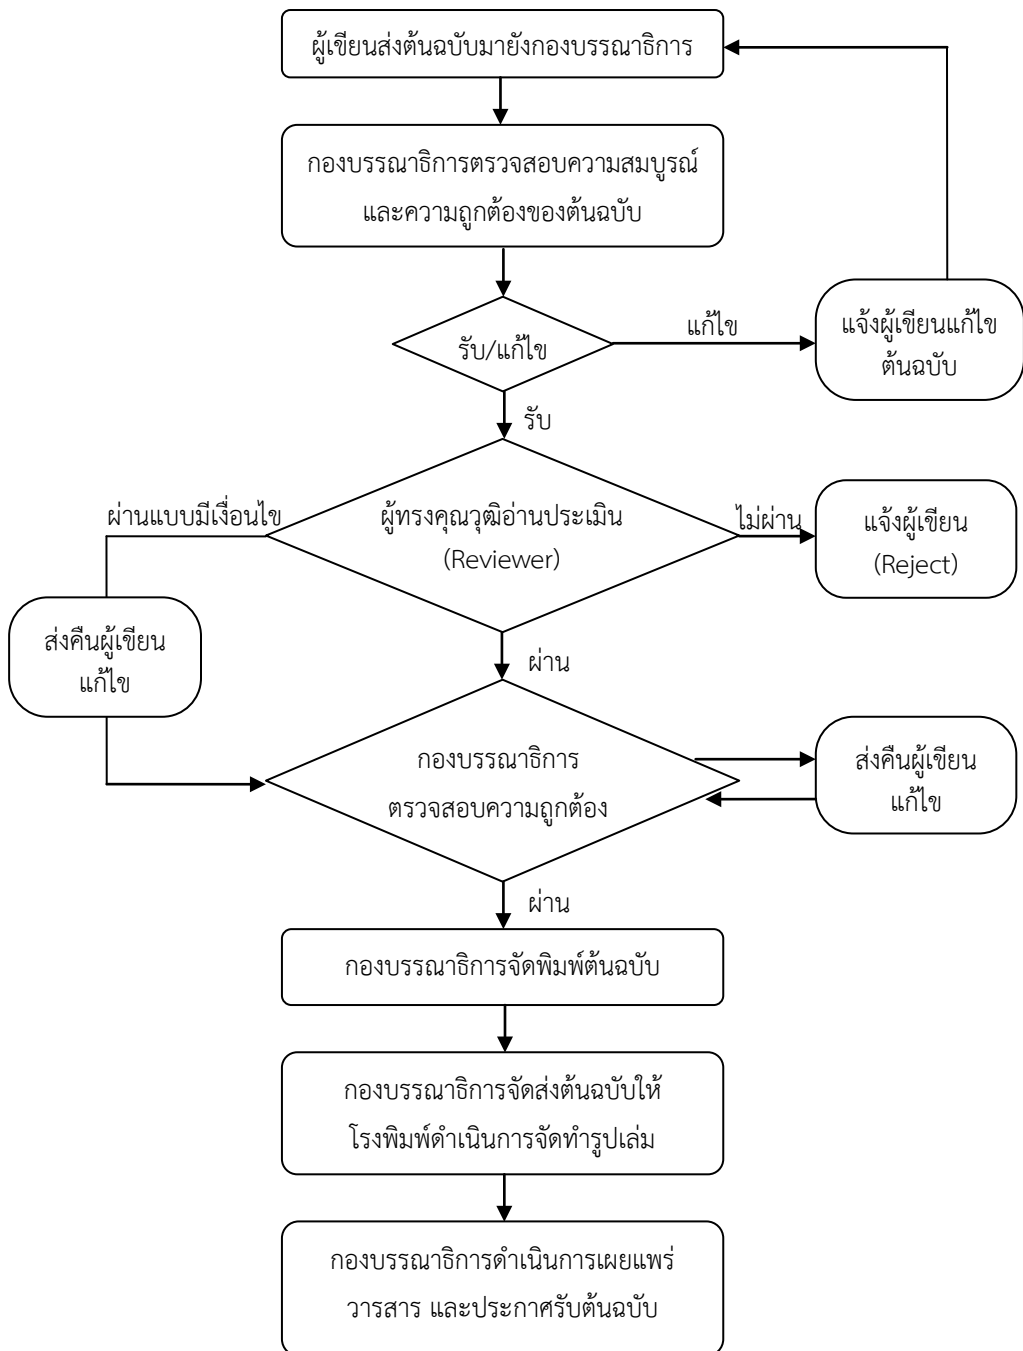 ผู้เขียนส่งต้นฉบับมายังกองบรรณาธิการ
กองบรรณาธิการตรวจสอบความสมบูรณ์
และความถูกต้องของต้นฉบับ
รับ/แก้ไข
แก้ไข
แจ้งผู้เขียนแก้ไข
ต้นฉบับ
รับ
ผ่านแบบมีเงื่อนไข
ผู้ทรงคุณวุฒิอ่านประเมิน
(Reviewer)
ไม่ผ่าน
แจ้งผู้เขียน
(Reject)
ส่งคืนผู้เขียน
แก้ไข
ผ่าน
กองบรรณาธิการ
ตรวจสอบความถูกต้อง
ส่งคืนผู้เขียน
แก้ไข
ผ่าน
กองบรรณาธิการจัดพิมพ์ต้นฉบับ
กองบรรณาธิการจัดส่งต้นฉบับให้
โรงพิมพ์ดำเนินการจัดทำรูปเล่ม
กองบรรณาธิการดำเนินการเผยแพร่
วารสาร และประกาศรับต้นฉบับ